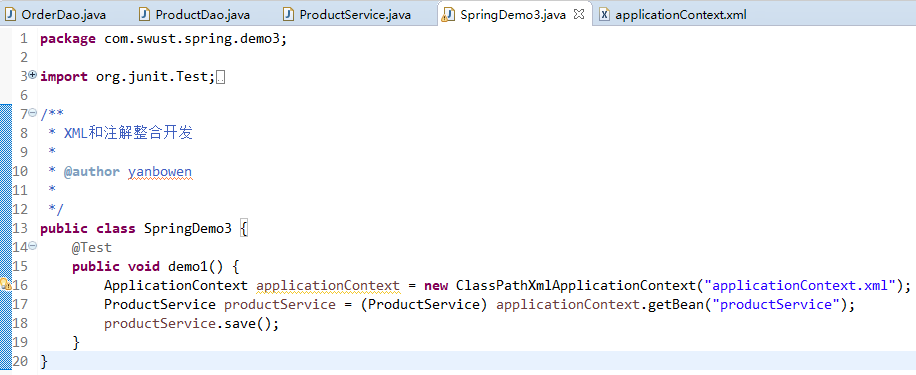 OrderDao.java ProductDao.java ProductService.java SpringDemo3.java applicationContext.xml
1 package com.swust.spring.demo3;
2
3 import org.junit.Test;
6
7 /**
8  * XML和注解整合开发
9  *
10  * @author yanbowen
11  *
12  */
13 public class SpringDemo3 {
14     @Test
15     public void demo1() {
16         ApplicationContext applicationContext = new ClassPathXmlApplicationContext("applicationContext.xml");
17         ProductService productService = (ProductService) applicationContext.getBean("productService");
18         productService.save();
19     }
20 }